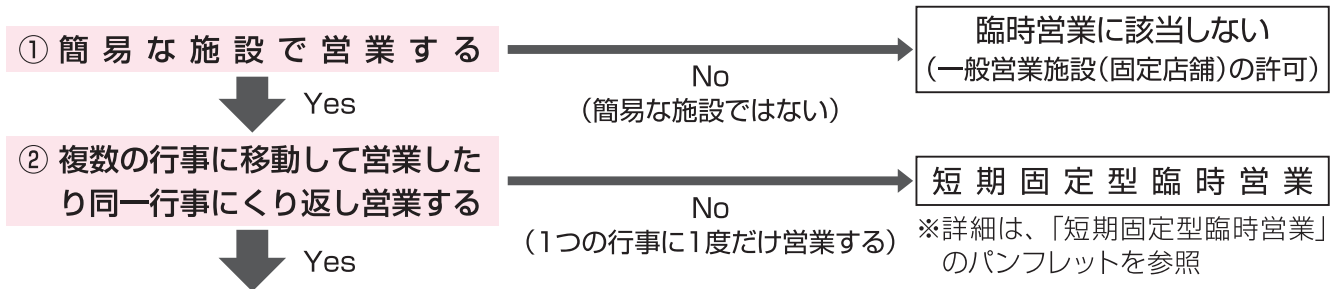 ① 簡易な施設で営業する
No
(簡易な施設ではない)
臨時営業に該当しない
(一般営業施設(固定店舗)の許可)
Yes
② 複数の行事に移動して営業した
り同一行事にくり返し営業する
No
(1つの行事に1度だけ営業する)
短期固定型臨時営業
※詳細は、「短期固定型臨時営業」
のパンフレットを参照
Yes